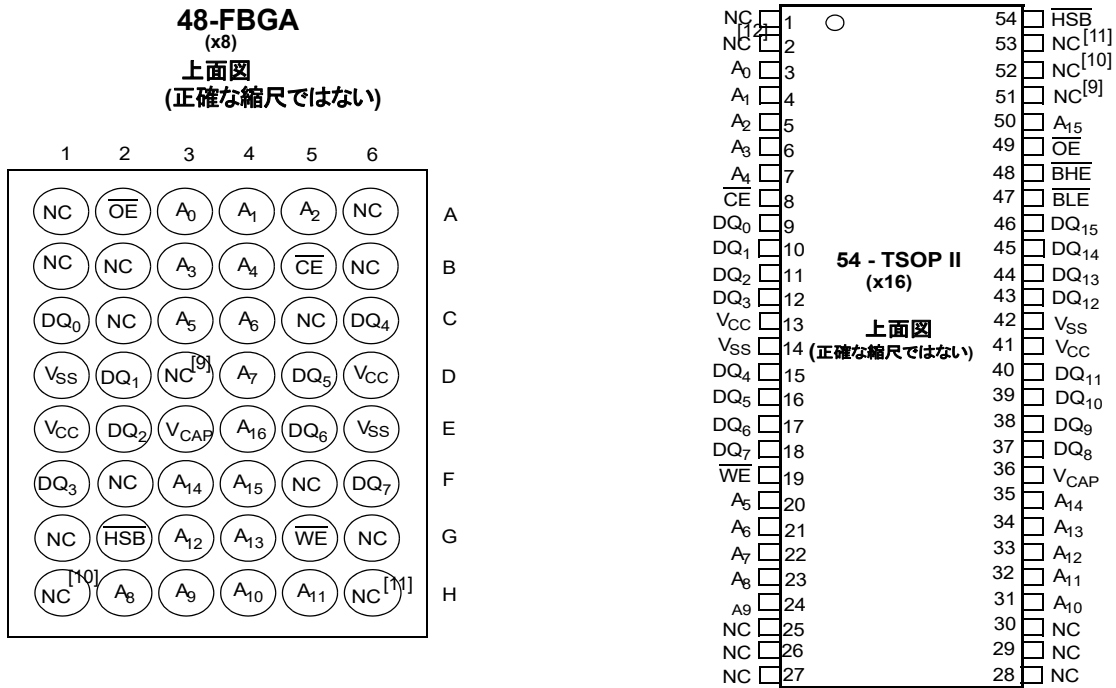 48-FBGA
(x8)
上面図
(正確な縮尺ではない)
1 2 3 4 5 6
NC OE A0 A1 A2 NC A
NC NC A3 A4 CE NC B
DQ0 NC A5 A6 NC DQ4 C
VSS DQ1 NC[9] A7 DQ5 VCC D
VCC DQ2 VCAP A16 DQ6 VSS E
DQ3 NC A14 A15 NC DQ7 F
NC HSB A12 A13 WE NC G
NC[10] A8 A9 A10 A11 NC[11] H
54 - TSOP II
(x16)
上面図
(正確な縮尺ではない)
NC 1 54 HSB
[12]
NC 2 53 NC[11]
A0 3 52 NC[10]
A1 4 51 NC[9]
A2 5 50 A15
A3 6 49 OE
A4 7 48 BHE
CE 8 47 BLE
DQ0 9 46 DQ15
DQ1 10 45 DQ14
DQ2 11 44 DQ13
DQ3 12 43 DQ12
VCC 13 42 VSS
VSS 14 41 VCC
DQ4 15 40 DQ11
DQ5 16 39 DQ10
DQ6 17 38 DQ9
DQ7 18 37 DQ8
WE 19 36 VCAP
A5 20 35 A14
A6 21 34 A13
A7 22 33 A12
A8 23 32 A11
A9 24 31 A10
NC 25 30 NC
NC 26 29 NC
NC 27 28 NC